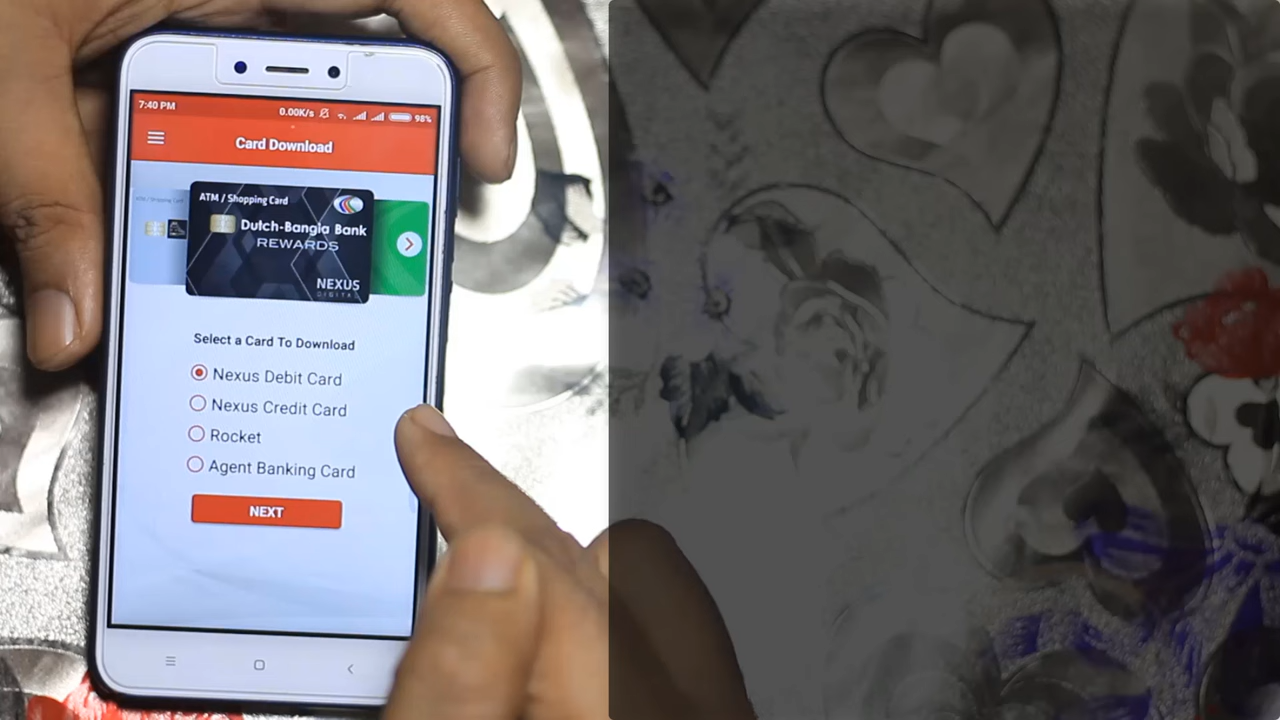 7:40 PM
0.00K/s
98%
Card Download
ATM / Shopping Card
Dutch-Bangla Bank
REWARDS
NEXUS
DIGITAL
Select a Card To Download
Nexus Debit Card
Nexus Credit Card
Rocket
Agent Banking Card
NEXT